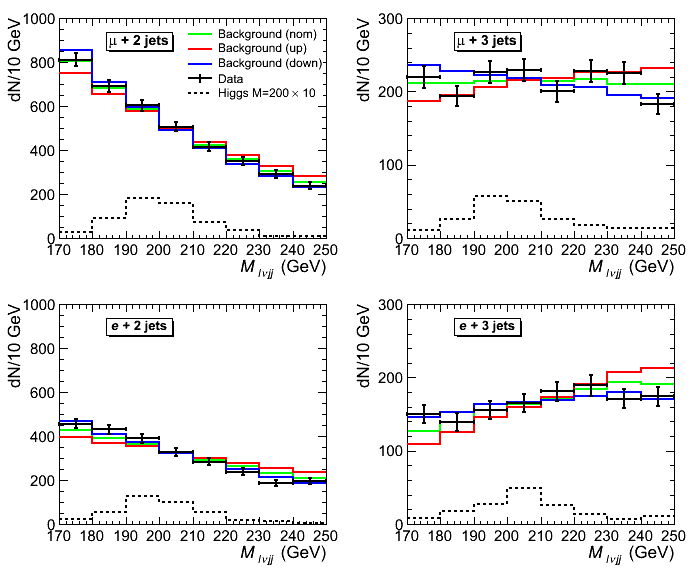 dN/10 GeV
1000
800
600
400
200
0
μ + 2 jets
Background (nom)
Background (up)
Background (down)
Data
Higgs M=200 × 10
170 180 190 200 210 220 230 240 250
M lνjj (GeV)
dN/10 GeV
300
200
100
0
μ + 3 jets
170 180 190 200 210 220 230 240 250
M lνjj (GeV)
dN/10 GeV
1000
800
600
400
200
0
e + 2 jets
170 180 190 200 210 220 230 240 250
M lνjj (GeV)
dN/10 GeV
300
200
100
0
e + 3 jets
170 180 190 200 210 220 230 240 250
M lνjj (GeV)